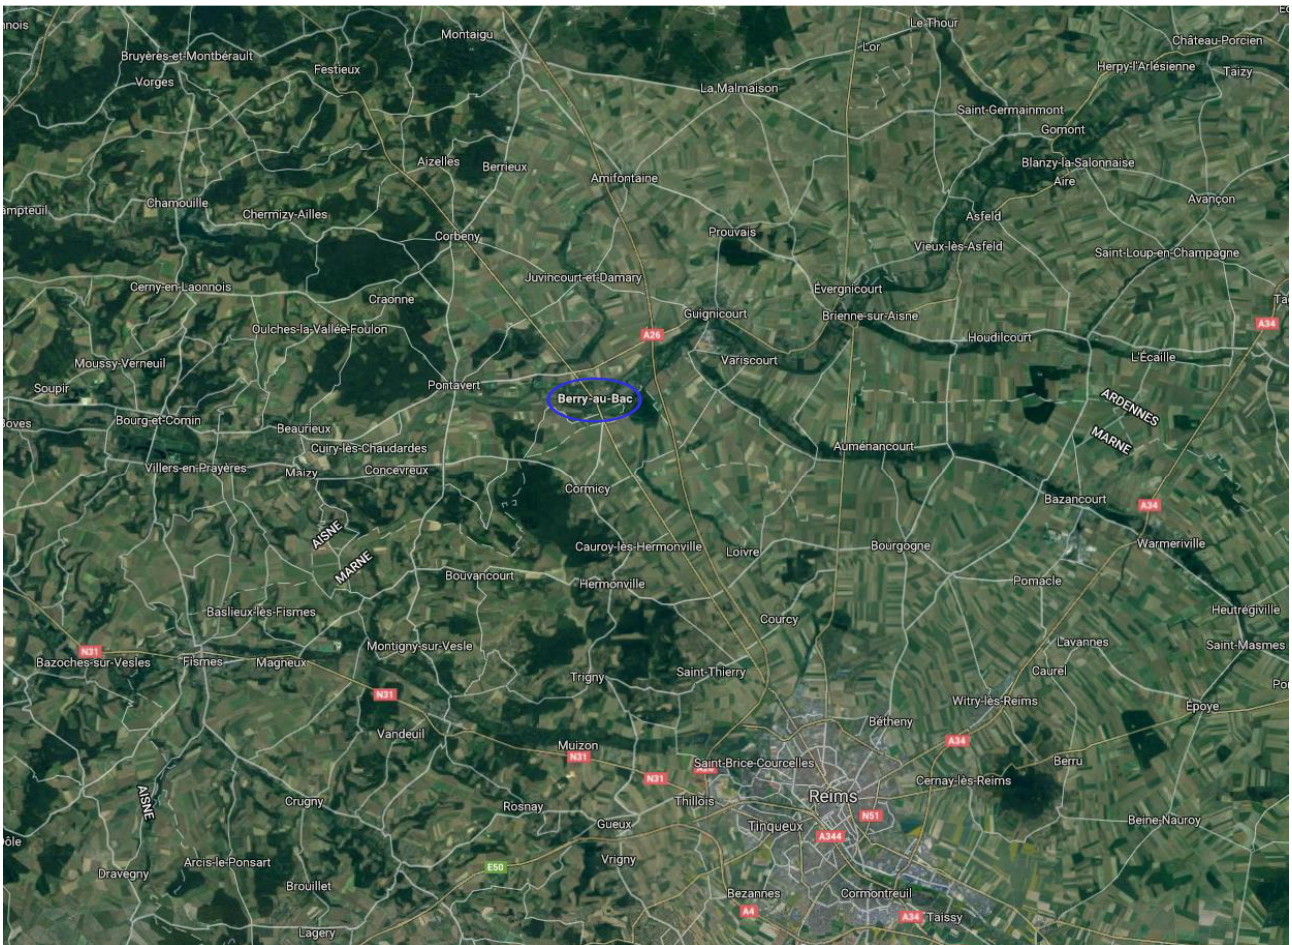 Le Thour
Montaigu
Château-Porcien
Lor
Bruyères-et-Montbérault
Festieux
Herpy-l'Arlésienne
Taizy
Vorges
La Malmaison
Saint-Germainmont
Gomont
Aizelles
Berrieux
Blanzy-la-Salonnaise
Amifontaine
Aire
Chamouille
Avançon
ampteuil
Chermizy-Ailles
Asfeld
Prouvais
Corbeny
Vieux-lès-Asfeld
Saint-Loup-en-Champagne
Juvincourt-et-Damary
Cerny-en-Laonnois
Évergnicourt
Craonne
Guignicourt
Brienne-sur-Aisne
A34
Oulches-la-Vallée-Foulon
A26
Houdilcourt
L'Écaille
Moussy-Verneuil
Variscourt
Soupir
Pontavert
Berry-au-Bac
ARDENNES
Bourg-et-Comin
Beaurieux
MARNE
Cuiry-lès-Chaudardes
Auménancourt
Villers-en-Prayères
Maizy
Concevreux
Cormicy
Bazancourt
A34
AISNE
Cauroy-lès-Hermonville
Loivre
Bourgogne
Warmeriville
MARNE
Bouvancourt
Hermonville
Pomacle
Baslieux-lès-Fismes
Heutrégiville
Courcy
Montigny-sur-Vesle
Lavannes
Saint-Masmes
N31
Bazoches-sur-Vesles
Fismes
Magneux
Saint-Thierry
Caurel
Trigny
N31
Witry-lès-Reims
Époye
Vandeuil
Bétheny
Muizon
A34
N31
Saint-Brice-Courcelles
Berru
N31
A26
Cernay-lès-Reims
AISNE
Crugny
Rosnay
Thillois
Reims
N51
Gueux
Tinqueux
A344
Beine-Nauroy
Vrigny
Arcis-le-Ponsart
E50
Dravegny
Brouillet
Bezannes
Cormontreuil
A4
A34
Taissy
Lagery